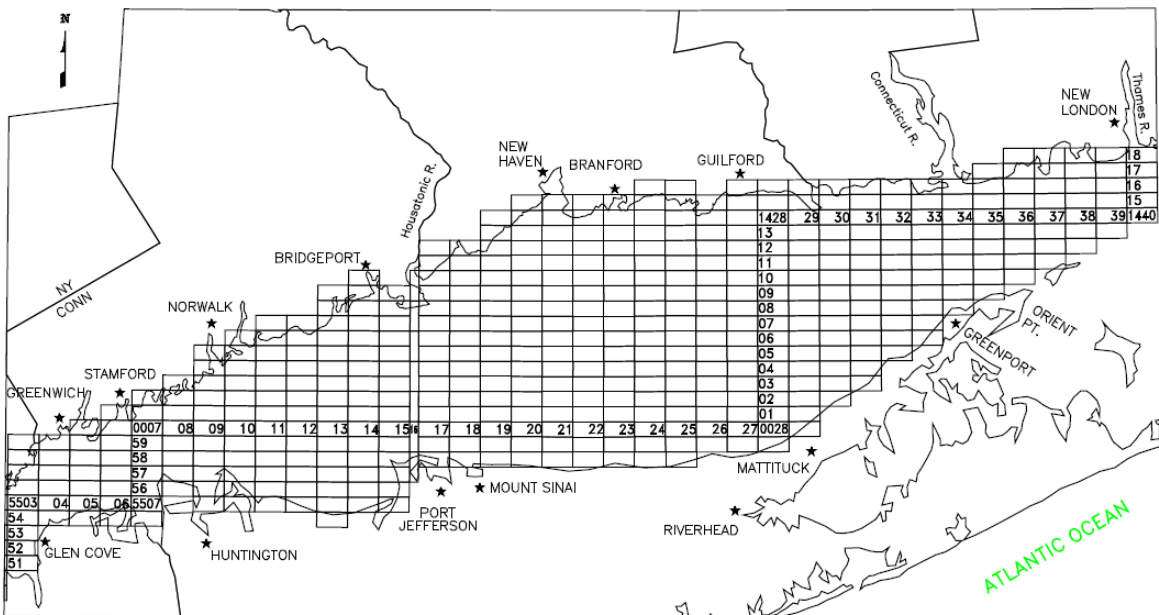 N
NEW
LONDON
Thames R.
Connecticut R.
NEW
HAVEN
BRANFORD
GUILFORD
Housatonic R.
18
17
16
15
1428 29 30 31 32 33 34 35 36 37 38 39 1440
13
12
11
10
09
08
07
06
05
04
03
02
01
BRIDGEPORT
NY
CONN
NORWALK
ORIENT
PT.
GREENPORT
STAMFORD
GREENWICH
0007 08 09 10 11 12 13 14 15 16 17 18 19 20 21 22 23 24 25 26 27 0028
59
58
57
56
5503 04 05 06 5507
54
53
52
51
MATTITUCK
MOUNT SINAI
PORT
JEFFERSON
RIVERHEAD
GLEN COVE
HUNTINGTON
ATLANTIC OCEAN